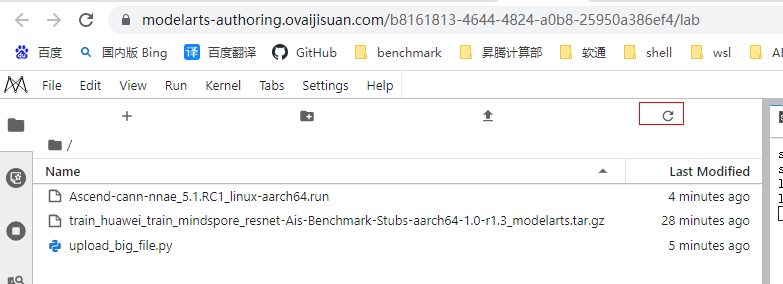 modelarts-authoring.ovaijisuan.com/b8161813-4644-4824-a0b8-25950a386ef4/lab
百度 国内版 Bing 译 百度翻译 GitHub benchmark 昇腾计算部 软通 shell wsl
File Edit View Run Kernel Tabs Settings Help
/
Name Last Modified
Ascend-cann-nnae_5.1.RC1_linux-aarch64.run 4 minutes ago
train_huawei_train_mindspore_resnet-Ais-Benchmark-Stubs-aarch64-1.0-r1.3_modelarts.tar.gz 28 minutes ago
upload_big_file.py 5 minutes ago